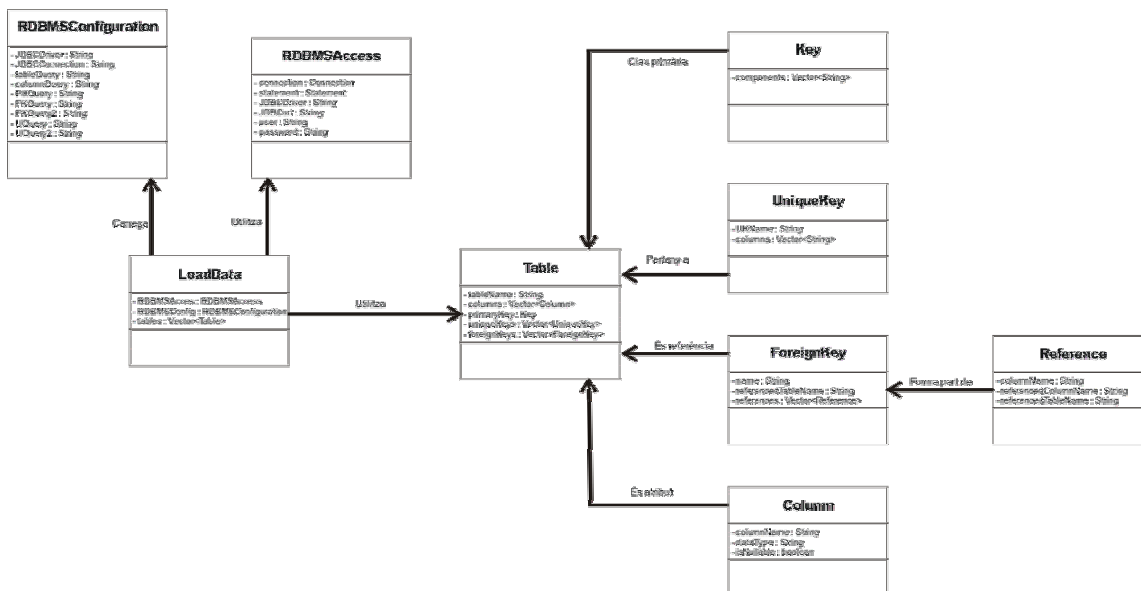 RDBMSConfiguration
- JDBCDriver : String
- JDBCConnection : String
- tableQuery : String
- columnQuery : String
- PKQuery : String
- FKQuery : String
- FKQuery2 : String
- UQuery : String
- UQuery2 : String
RDBMSAccess
- connection : Connection
- statement : Statement
- JDBCDriver : String
: String
- user : String
- password : String
Carrega
Utilitza
LoadData
- RDBMSAccess : RDBMSAccess
- RDBMSConfig : RDBMSConfiguration
- tables : Vector<Table>
Utilitza
Table
- tableName : String
- columns : Vector<Column>
- primaryKey : Key
- uniqueKeys : Vector<UniqueKey>
- foreignKeys : Vector<ForeignKey>
Clau primària
Key
- components : Vector<String>
Pertany a
UniqueKey
- UKName : String
- columns : Vector<String>
És referència
ForeignKey
- name : String
- referencedTableName : String
- references : Vector<Reference>
Forma part de
Reference
- columnName : String
- referencedColumnName : String
- referencedTableName : String
És atribut
Column
- columnName : String
- dataType : String
- isNullable : boolean